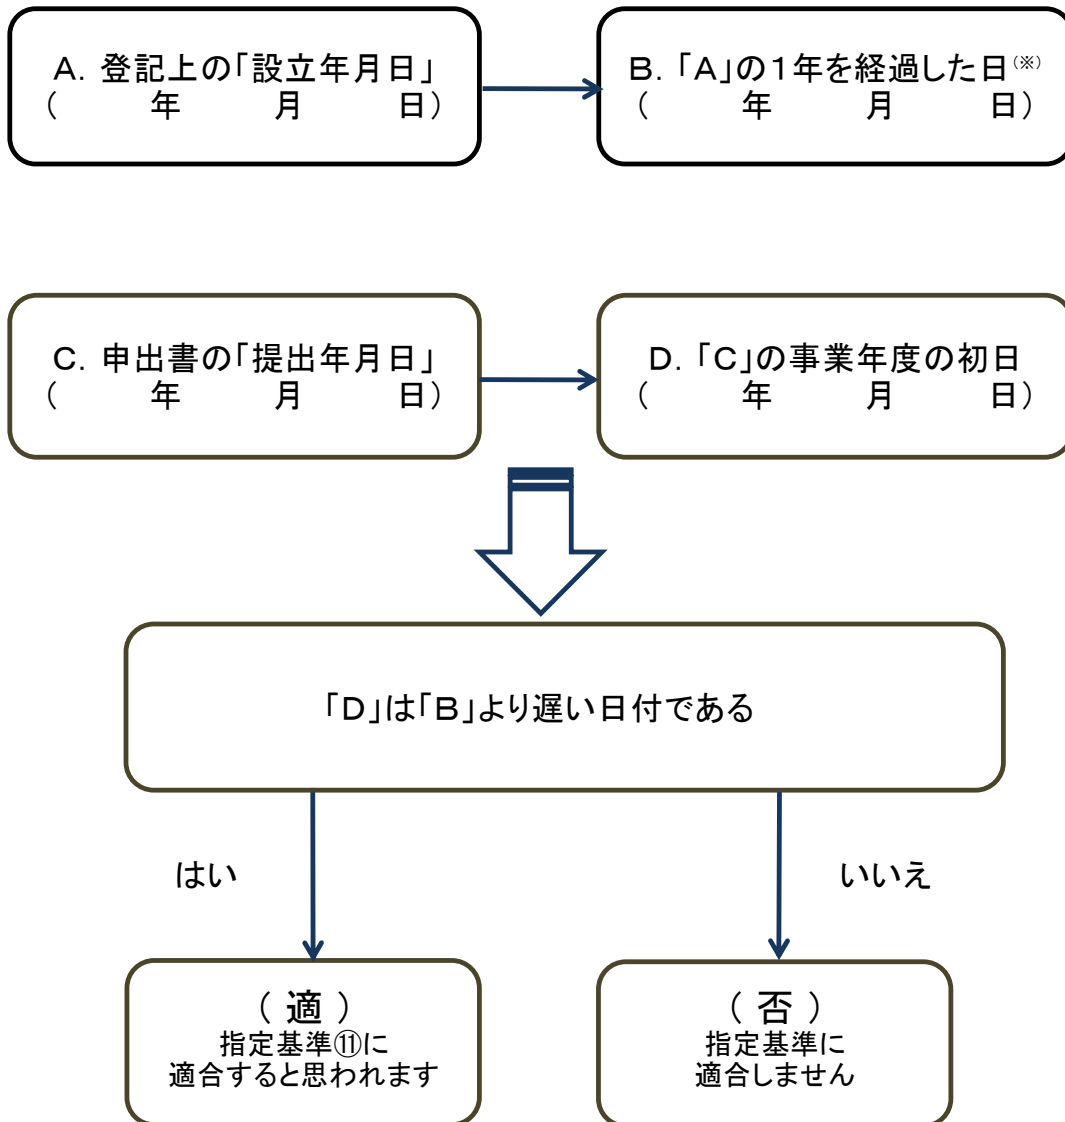 A. 登記上の「設立年月日」
(　　　年　　　月　　　日)
B. 「A」の1年を経過した日(※)
(　　　年　　　月　　　日)
C. 申出書の「提出年月日」
(　　　年　　　月　　　日)
D. 「C」の事業年度の初日
(　　　年　　　月　　　日)
「D」は「B」より遅い日付である
はい
いいえ
( 適 )
指定基準⑪に
適合すると思われます
( 否 )
指定基準に
適合しません